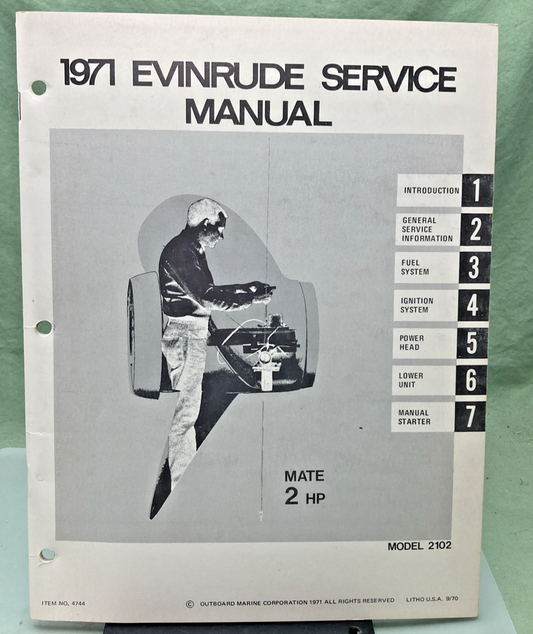 1971 EVINRUDE SERVICE
MANUAL
INTRODUCTION 1
GENERAL
SERVICE
INFORMATION 2
FUEL
SYSTEM 3
IGNITION
SYSTEM 4
POWER
HEAD 5
LOWER
UNIT 6
MANUAL
STARTER 7
MATE
2 HP
MODEL 2102
ITEM NO. 4744
© OUTBOARD MARINE CORPORATION 1971 ALL RIGHTS RESERVED
LITHO U.S.A. 9/70